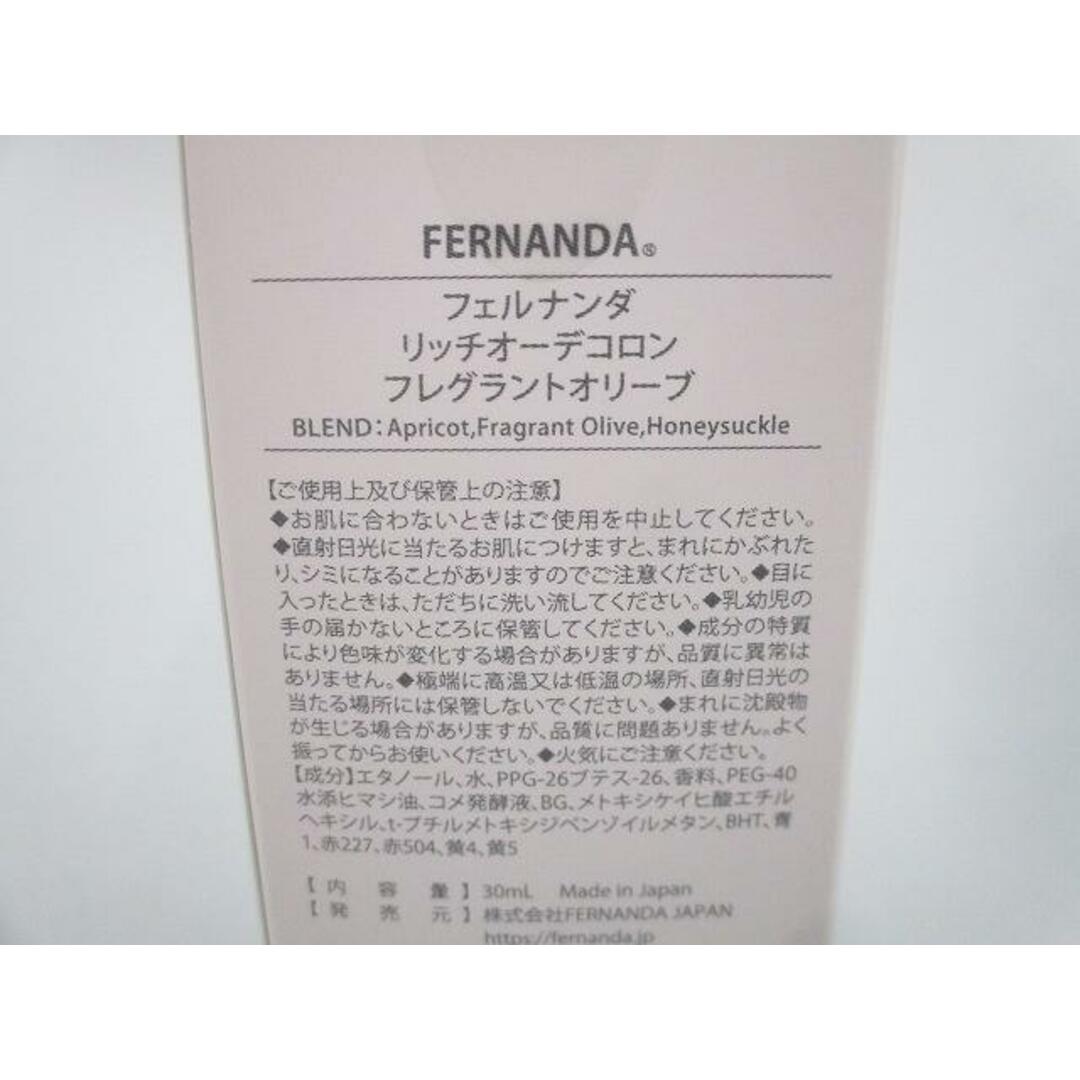 FERNANDA®
フェルナンダ
リッチオーデコロン
フレグラントオリーブ
BLEND:Apricot,Fragrant Olive,Honeysuckle
【ご使用上及び保管上の注意】
◆お肌に合わないときはご使用を中止してください。
◆直射日光に当たるお肌につけますと、まれにかぶれた
り、シミになることがありますのでご注意ください。◆目に
入ったときは、ただちに洗い流してください。◆乳幼児の
手の届かないところに保管してください。◆成分の特質
により色味が変化する場合がありますが、品質に異常は
ありません。◆極端に高温又は低温の場所、直射日光の
当たる場所には保管しないでください。◆まれに沈殿物
が生じる場合がありますが、品質に問題ありません。よく
振ってからお使いください。◆火気にご注意ください。
【成分】エタノール、水、PPG-26ブテス-26、香料、PEG-40
水添ヒマシ油、コメ発酵液、BG、メトキシケイヒ酸エチル
ヘキシル、t-ブチルメトキシジベンゾイルメタン、BHT、青
1、赤227、赤504、黄4、黄5
【内容量】30mL Made in Japan
【発売元】株式会社FERNANDA JAPAN
https://fernanda.jp